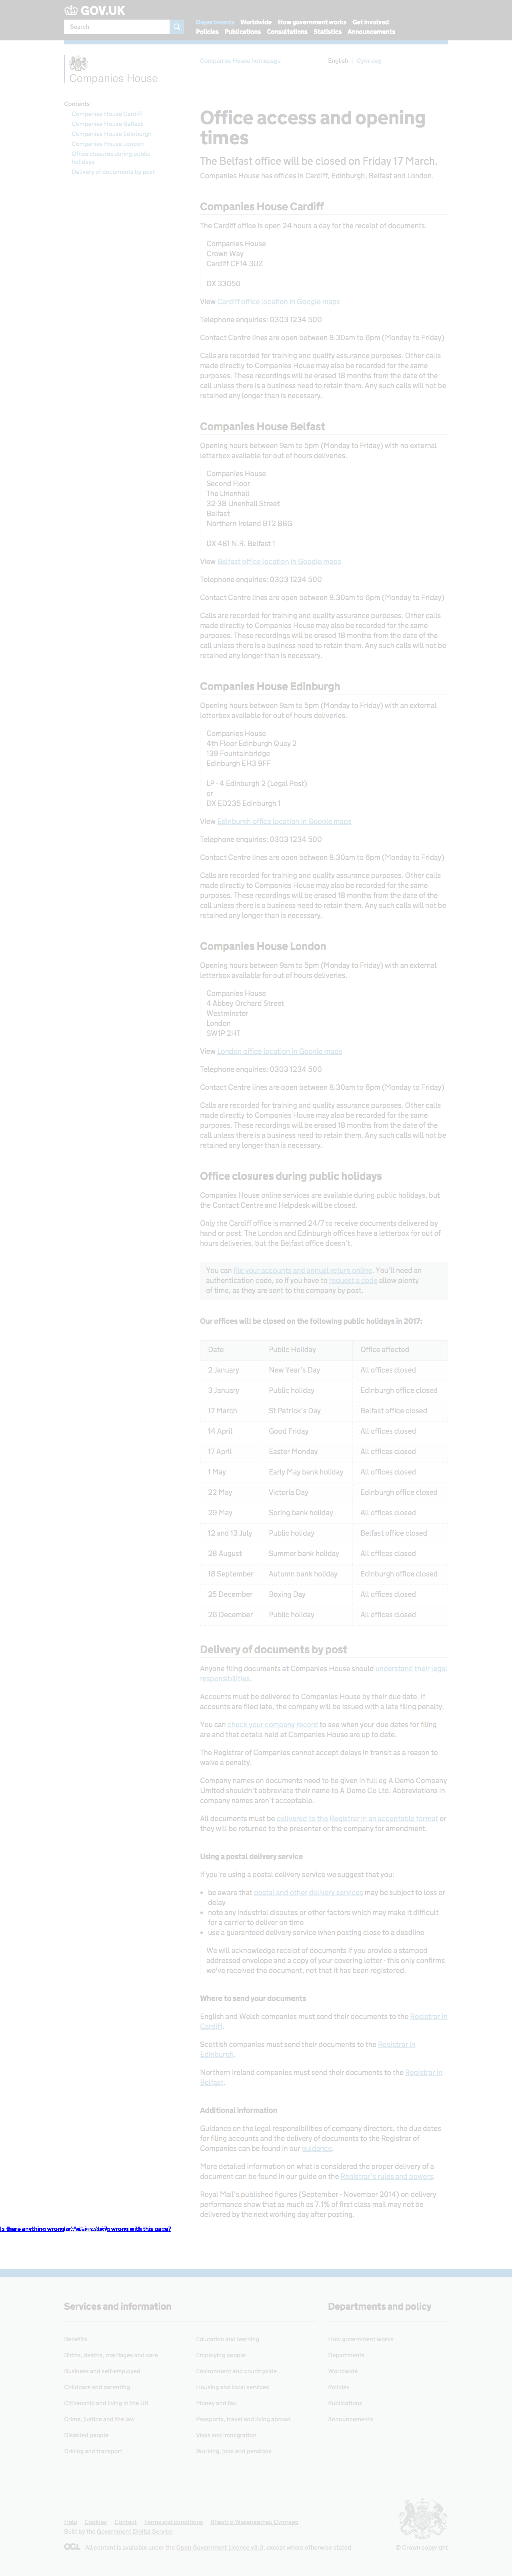 GOV.UK
Search
Departments Worldwide How government works Get involved
Policies Publications Consultations Statistics Announcements
Companies House
Companies House homepage
English Cymraeg
Contents
Companies House Cardiff
Companies House Belfast
Companies House Edinburgh
Companies House London
Office closures during public
holidays
Delivery of documents by post
Office access and opening
times
The Belfast office will be closed on Friday 17 March.
Companies House has offices in Cardiff, Edinburgh, Belfast and London.
Companies House Cardiff
The Cardiff office is open 24 hours a day for the receipt of documents.
Companies House
Crown Way
Cardiff CF14 3UZ
DX 33050
View Cardiff office location in Google maps
Telephone enquiries: 0303 1234 500
Contact Centre lines are open between 8.30am to 6pm (Monday to Friday)
Calls are recorded for training and quality assurance purposes. Other calls
made directly to Companies House may also be recorded for the same
purposes. These recordings will be erased 18 months from the date of the
call unless there is a business need to retain them. Any such calls will not be
retained any longer than is necessary.
Companies House Belfast
Opening hours between 9am to 5pm (Monday to Friday) with no external
letterbox available for out of hours deliveries.
Companies House
Second Floor
The Linenhall
32-38 Linenhall Street
Belfast
Northern Ireland BT2 8BG
DX 481 N.R. Belfast 1
View Belfast office location in Google maps
Telephone enquiries: 0303 1234 500
Contact Centre lines are open between 8.30am to 6pm (Monday to Friday)
Calls are recorded for training and quality assurance purposes. Other calls
made directly to Companies House may also be recorded for the same
purposes. These recordings will be erased 18 months from the date of the
call unless there is a business need to retain them. Any such calls will not be
retained any longer than is necessary.
Companies House Edinburgh
Opening hours between 9am to 5pm (Monday to Friday) with an external
letterbox available for out of hours deliveries.
Companies House
4th Floor Edinburgh Quay 2
139 Fountainbridge
Edinburgh EH3 9FF
LP - 4 Edinburgh 2 (Legal Post)
or
DX ED235 Edinburgh 1
View Edinburgh office location in Google maps
Telephone enquiries: 0303 1234 500
Contact Centre lines are open between 8.30am to 6pm (Monday to Friday)
Calls are recorded for training and quality assurance purposes. Other calls
made directly to Companies House may also be recorded for the same
purposes. These recordings will be erased 18 months from the date of the
call unless there is a business need to retain them. Any such calls will not be
retained any longer than is necessary.
Companies House London
Opening hours between 9am to 5pm (Monday to Friday) with an external
letterbox available for out of hours deliveries.
Companies House
4 Abbey Orchard Street
Westminster
London
SW1P 2HT
View London office location in Google maps
Telephone enquiries: 0303 1234 500
Contact Centre lines are open between 8.30am to 6pm (Monday to Friday)
Calls are recorded for training and quality assurance purposes. Other calls
made directly to Companies House may also be recorded for the same
purposes. These recordings will be erased 18 months from the date of the
call unless there is a business need to retain them. Any such calls will not be
retained any longer than is necessary.
Office closures during public holidays
Companies House online services are available during public holidays, but
the Contact Centre and Helpdesk will be closed.
Only the Cardiff office is manned 24/7 to receive documents delivered by
hand or post. The London and Edinburgh offices have a letterbox for out of
hours deliveries, but the Belfast office doesn't.
You can file your accounts and annual return online. You'll need an
authentication code, so if you have to request a code allow plenty
of time, as they are sent to the company by post.
Our offices will be closed on the following public holidays in 2017:
Date Public Holiday Office affected
2 January New Year's Day All offices closed
3 January Public holiday Edinburgh office closed
17 March St Patrick's Day Belfast office closed
14 April Good Friday All offices closed
17 April Easter Monday All offices closed
1 May Early May bank holiday All offices closed
22 May Victoria Day Edinburgh office closed
29 May Spring bank holiday All offices closed
12 and 13 July Public holiday Belfast office closed
28 August Summer bank holiday All offices closed
18 September Autumn bank holiday Edinburgh office closed
25 December Boxing Day All offices closed
26 December Public holiday All offices closed
Delivery of documents by post
Anyone filing documents at Companies House should understand their legal
responsibilities.
Accounts must be delivered to Companies House by their due date. If
accounts are filed late, the company will be issued with a late filing penalty.
You can check your company record to see when your due dates for filing
are and that details held at Companies House are up to date.
The Registrar of Companies cannot accept delays in transit as a reason to
waive a penalty.
Company names on documents need to be given in full eg A Demo Company
Limited shouldn't abbreviate their name to A Demo Co Ltd. Abbreviations in
company names aren't acceptable.
All documents must be delivered to the Registrar in an acceptable format or
they will be returned to the presenter or the company for amendment.
Using a postal delivery service
If you're using a postal delivery service we suggest that you:
be aware that postal and other delivery services may be subject to loss or
delay
note any industrial disputes or other factors which may make it difficult
for a carrier to deliver on time
use a guaranteed delivery service when posting close to a deadline
We will acknowledge receipt of documents if you provide a stamped
addressed envelope and a copy of your covering letter - this only confirms
we've received the document, not that it has been registered.
Where to send your documents
English and Welsh companies must send their documents to the Registrar in
Cardiff.
Scottish companies must send their documents to the Registrar in
Edinburgh.
Northern Ireland companies must send their documents to the Registrar in
Belfast.
Additional information
Guidance on the legal responsibilities of company directors, the due dates
for filing accounts and the delivery of documents to the Registrar of
Companies can be found in our guidance.
More detailed information on what is considered the proper delivery of a
document can be found in our guide on the Registrar's rules and powers.
Royal Mail's published figures (September - November 2014) on delivery
performance show that as much as 7.1% of first class mail may not be
delivered by the next working day after posting.
Is there anything wrong with this page?
Services and information
Departments and policy
Benefits
Births, deaths, marriages and care
Business and self-employed
Childcare and parenting
Citizenship and living in the UK
Crime, justice and the law
Disabled people
Driving and transport
Education and learning
Employing people
Environment and countryside
Housing and local services
Money and tax
Passports, travel and living abroad
Visas and immigration
Working, jobs and pensions
How government works
Departments
Worldwide
Policies
Publications
Announcements
Help Cookies Contact Terms and conditions Rhestr o Wasanaethau Cymraeg
Built by the Government Digital Service
OGL All content is available under the Open Government Licence v3.0, except where otherwise stated
© Crown copyright